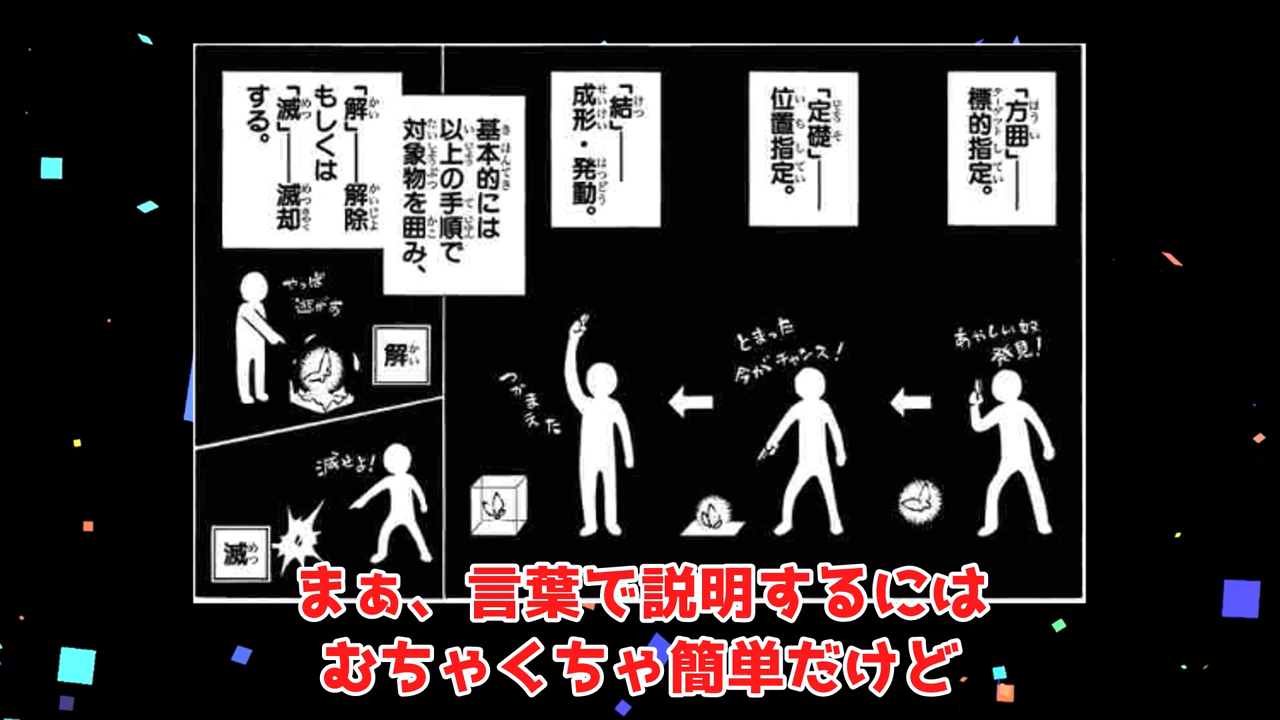 「方囲」――
標的指定。
あやしい奴
発見!
「定礎」――
位置指定。
とまった
今がチャンス!
「結」――
成形・発動。
つかまえた
基本的には
以上の手順で
対象物を囲み、
「解」――解除
もしくは
「滅」――滅却
する。
やっぱ
逃がす
解
滅せよ!
滅
まぁ、言葉で説明するには
むちゃくちゃ簡単だけど